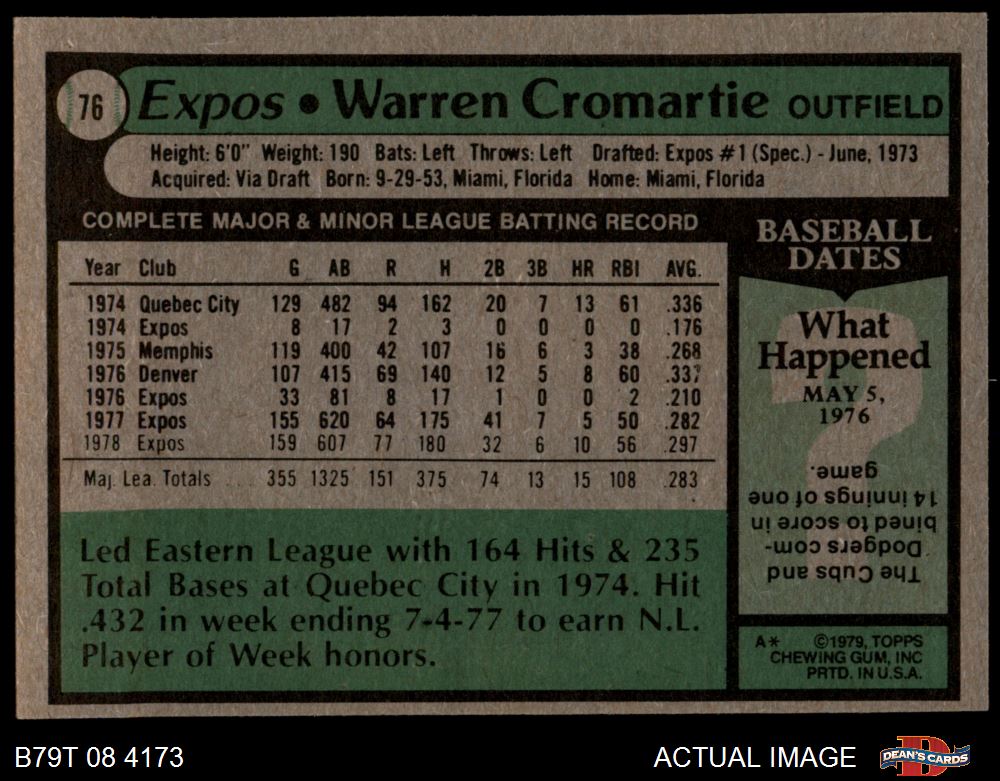 76 Expos • Warren Cromartie OUTFIELD
Height: 6'0" Weight: 190 Bats: Left Throws: Left Drafted: Expos #1 (Spec.) - June, 1973
Acquired: Via Draft Born: 9-29-53, Miami, Florida Home: Miami, Florida
COMPLETE MAJOR & MINOR LEAGUE BATTING RECORD
Year Club G AB R H 2B 3B HR RBI AVG.
1974 Quebec City 129 482 94 162 20 7 13 61 .336
1974 Expos 8 17 2 3 0 0 0 0 .176
1975 Memphis 119 400 42 107 16 6 3 38 .268
1976 Denver 107 415 69 140 12 5 8 60 .337
1976 Expos 33 81 8 17 1 0 0 2 .210
1977 Expos 155 620 64 175 41 7 5 50 .282
1978 Expos 159 607 77 180 32 6 10 56 .297
Maj. Lea. Totals ... 355 1325 151 375 74 13 15 108 .283
Led Eastern League with 164 Hits & 235
Total Bases at Quebec City in 1974. Hit
.432 in week ending 7-4-77 to earn N.L.
Player of Week honors.
BASEBALL
DATES
What
Happened
MAY 5,
1976
?
The Cubs and
Dodgers com-
bined to score in
14 innings of one
game.
A* ©1979, TOPPS
CHEWING GUM, INC
PRTD. IN U.S.A.
B79T 08 4173
ACTUAL IMAGE
D
DEAN'S CARDS